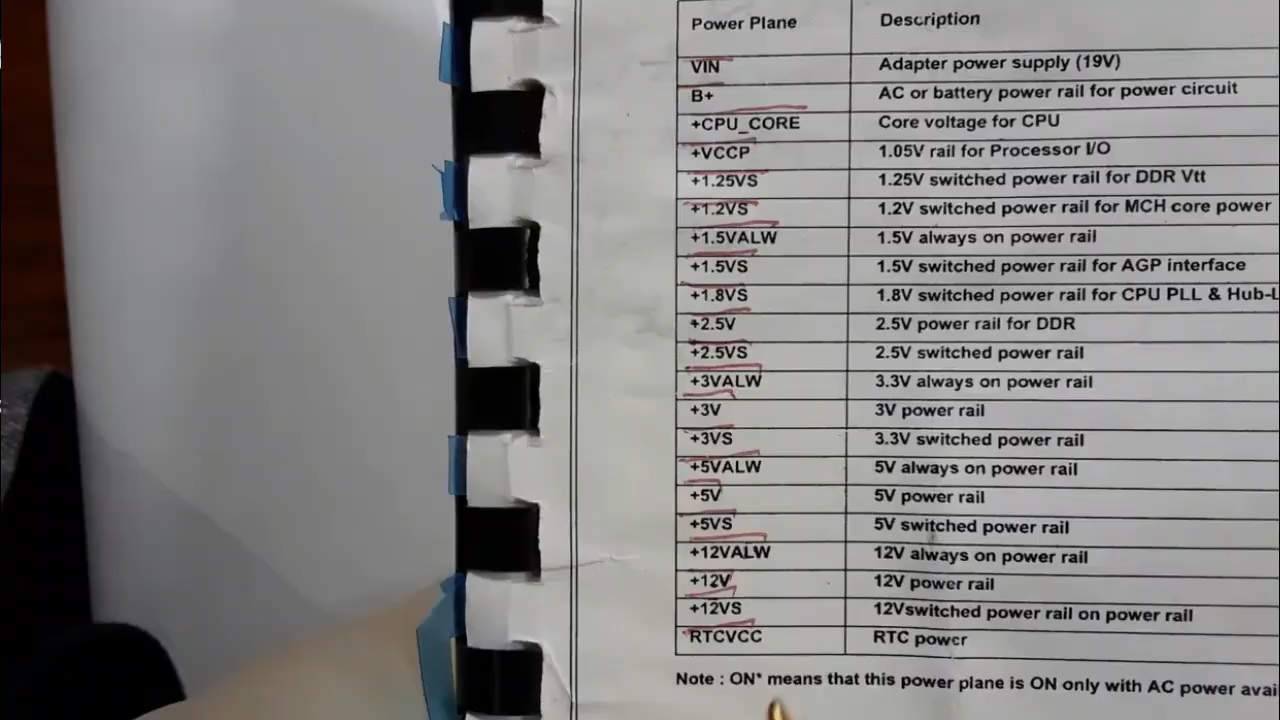 Power Plane Description
VIN Adapter power supply (19V)
B+ AC or battery power rail for power circuit
+CPU_CORE Core voltage for CPU
+VCCP 1.05V rail for Processor I/O
+1.25VS 1.25V switched power rail for DDR Vtt
+1.2VS 1.2V switched power rail for MCH core power
+1.5VALW 1.5V always on power rail
+1.5VS 1.5V switched power rail for AGP interface
+1.8VS 1.8V switched power rail for CPU PLL & Hub-L
+2.5V 2.5V power rail for DDR
+2.5VS 2.5V switched power rail
+3VALW 3.3V always on power rail
+3V 3V power rail
+3VS 3.3V switched power rail
+5VALW 5V always on power rail
+5V 5V power rail
+5VS 5V switched power rail
+12VALW 12V always on power rail
+12V 12V power rail
+12VS 12Vswitched power rail on power rail
RTCVCC RTC power
Note : ON* means that this power plane is ON only with AC power avai